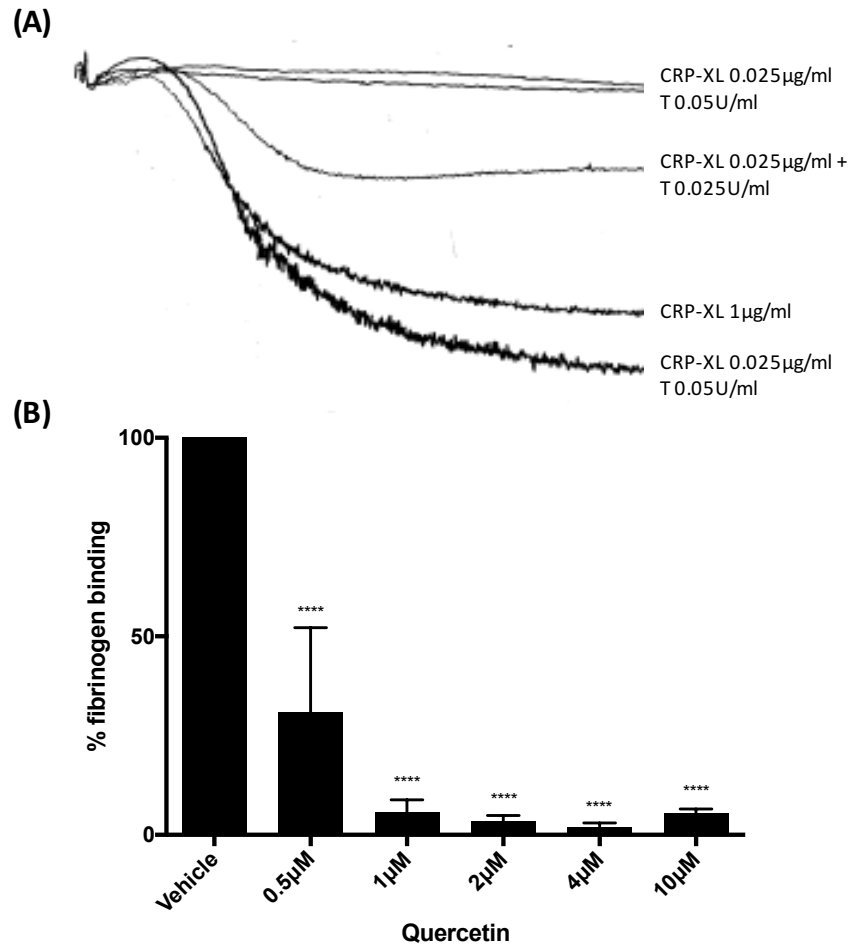 (A)
CRP-XL 0.025µg/ml
T 0.05U/ml
CRP-XL 0.025µg/ml +
T 0.025U/ml
CRP-XL 1µg/ml
CRP-XL 0.025µg/ml
T 0.05U/ml
(B)
% fibrinogen binding
100
50
0
****
****
****
****
****
Vehicle
0.5µM
1µM
2µM
4µM
10µM
Quercetin